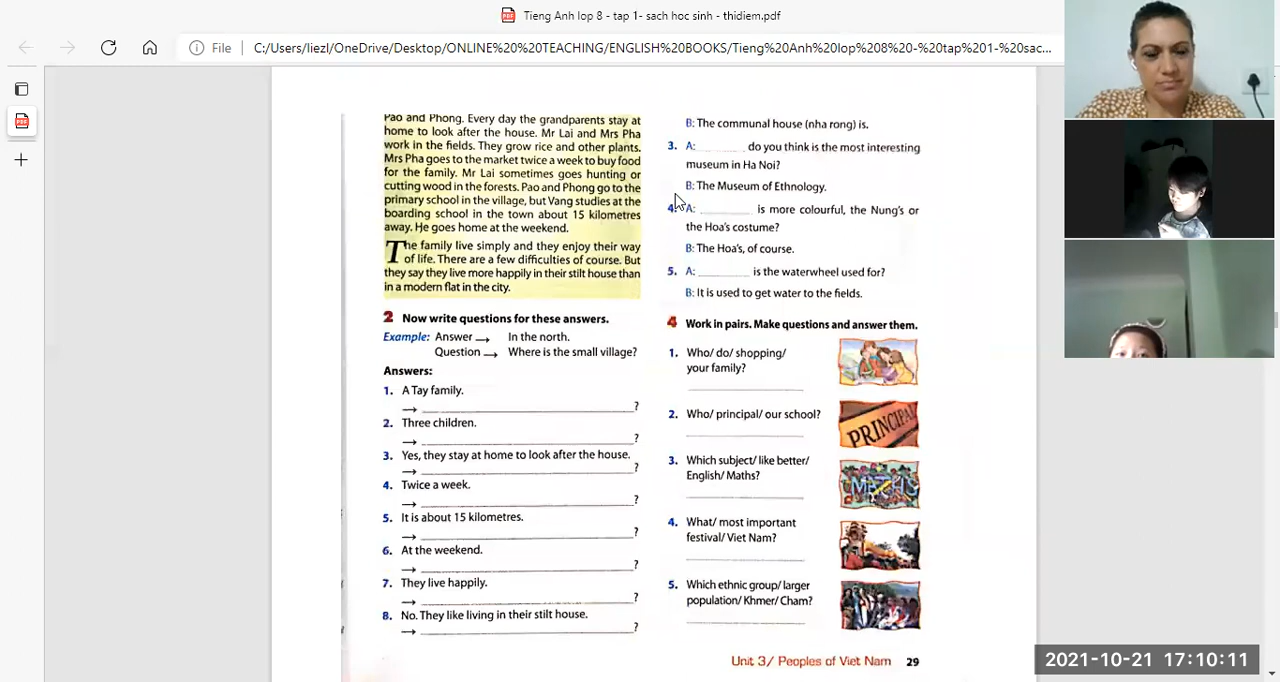 Tieng Anh lop 8 - tap 1- sach hoc sinh - thidiem.pdf
File
C:/Users/liezl/OneDrive/Desktop/ONLINE%20%20TEACHING/ENGLISH%20BOOKS/Tieng%20Anh%20lop%208%20-%20tap%201-%20sac...
Pao and Phong. Every day the grandparents stay at
home to look after the house. Mr Lai and Mrs Pha
work in the fields. They grow rice and other plants.
Mrs Pha goes to the market twice a week to buy food
for the family. Mr Lai sometimes goes hunting or
cutting wood in the forests. Pao and Phong go to the
primary school in the village, but Vang studies at the
boarding school in the town about 15 kilometres
away. He goes home at the weekend.
The family live simply and they enjoy their way
of life. There are a few difficulties of course. But
they say they live more happily in their stilt house than
in a modern flat in the city.
2 Now write questions for these answers.
Example: Answer → In the north.
Question → Where is the small village?
Answers:
1. A Tay family.
→ ____________?
2. Three children.
→ ____________?
3. Yes, they stay at home to look after the house.
→ ____________?
4. Twice a week.
→ ____________?
5. It is about 15 kilometres.
→ ____________?
6. At the weekend.
→ ____________?
7. They live happily.
→ ____________?
8. No. They like living in their stilt house.
→ ____________?
B: The communal house (nha rong) is.
3. A: ________ do you think is the most interesting
museum in Ha Noi?
B: The Museum of Ethnology.
4. A: ________ is more colourful, the Nung's or
the Hoa's costume?
B: The Hoa's, of course.
5. A: ________ is the waterwheel used for?
B: It is used to get water to the fields.
4 Work in pairs. Make questions and answer them.
1. Who/ do/ shopping/
your family?
2. Who/ principal/ our school?
PRINCIPAL
3. Which subject/ like better/
English/ Maths?
MATHS
4. What/ most important
festival/ Viet Nam?
5. Which ethnic group/ larger
population/ Khmer/ Cham?
Unit 3/ Peoples of Viet Nam 29
2021-10-21 17:10:11